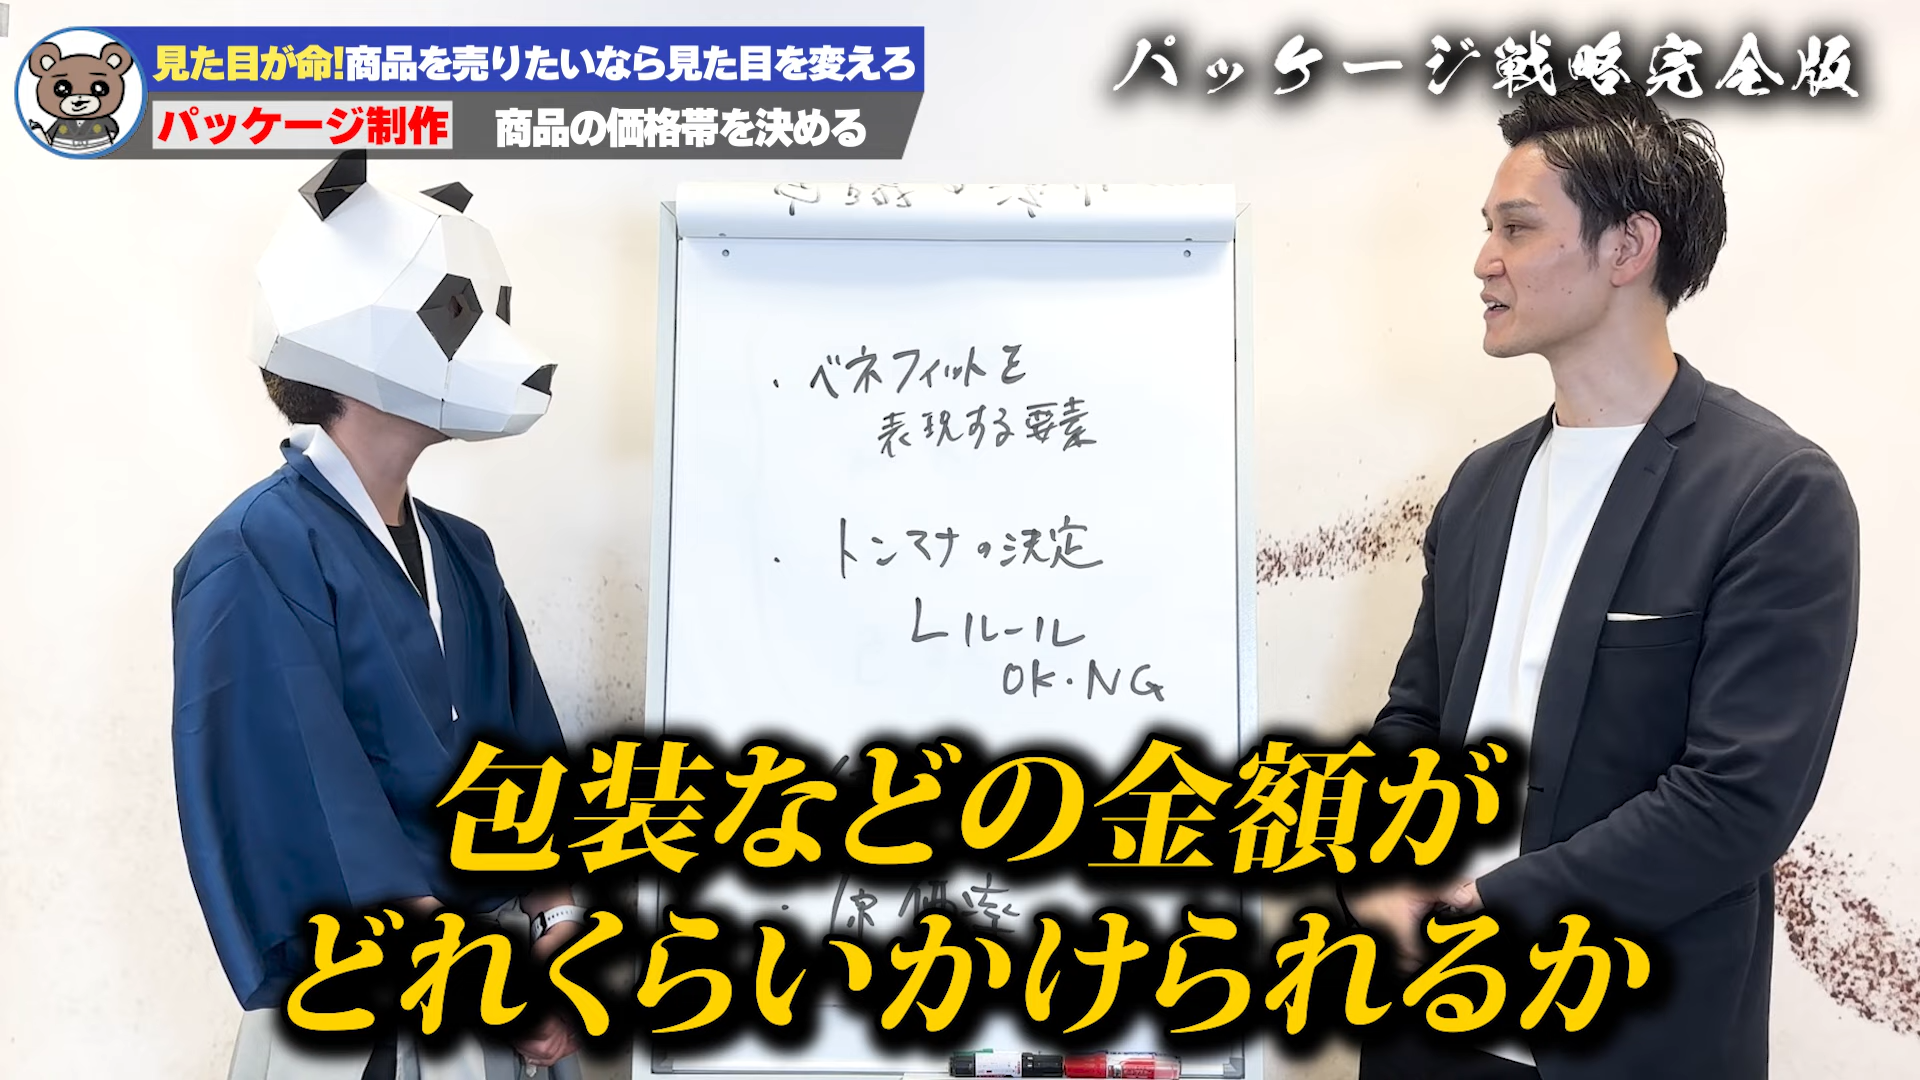 見た目が命!商品を売りたいなら見た目を変えろ
パッケージ制作 商品の価格帯を決める
パッケージ戦略完全版
・ベネフィットを
表現する要素
・トンマナの決定
Lルール
OK・NG
・原価率
包装などの金額が
どれくらいかけられるか